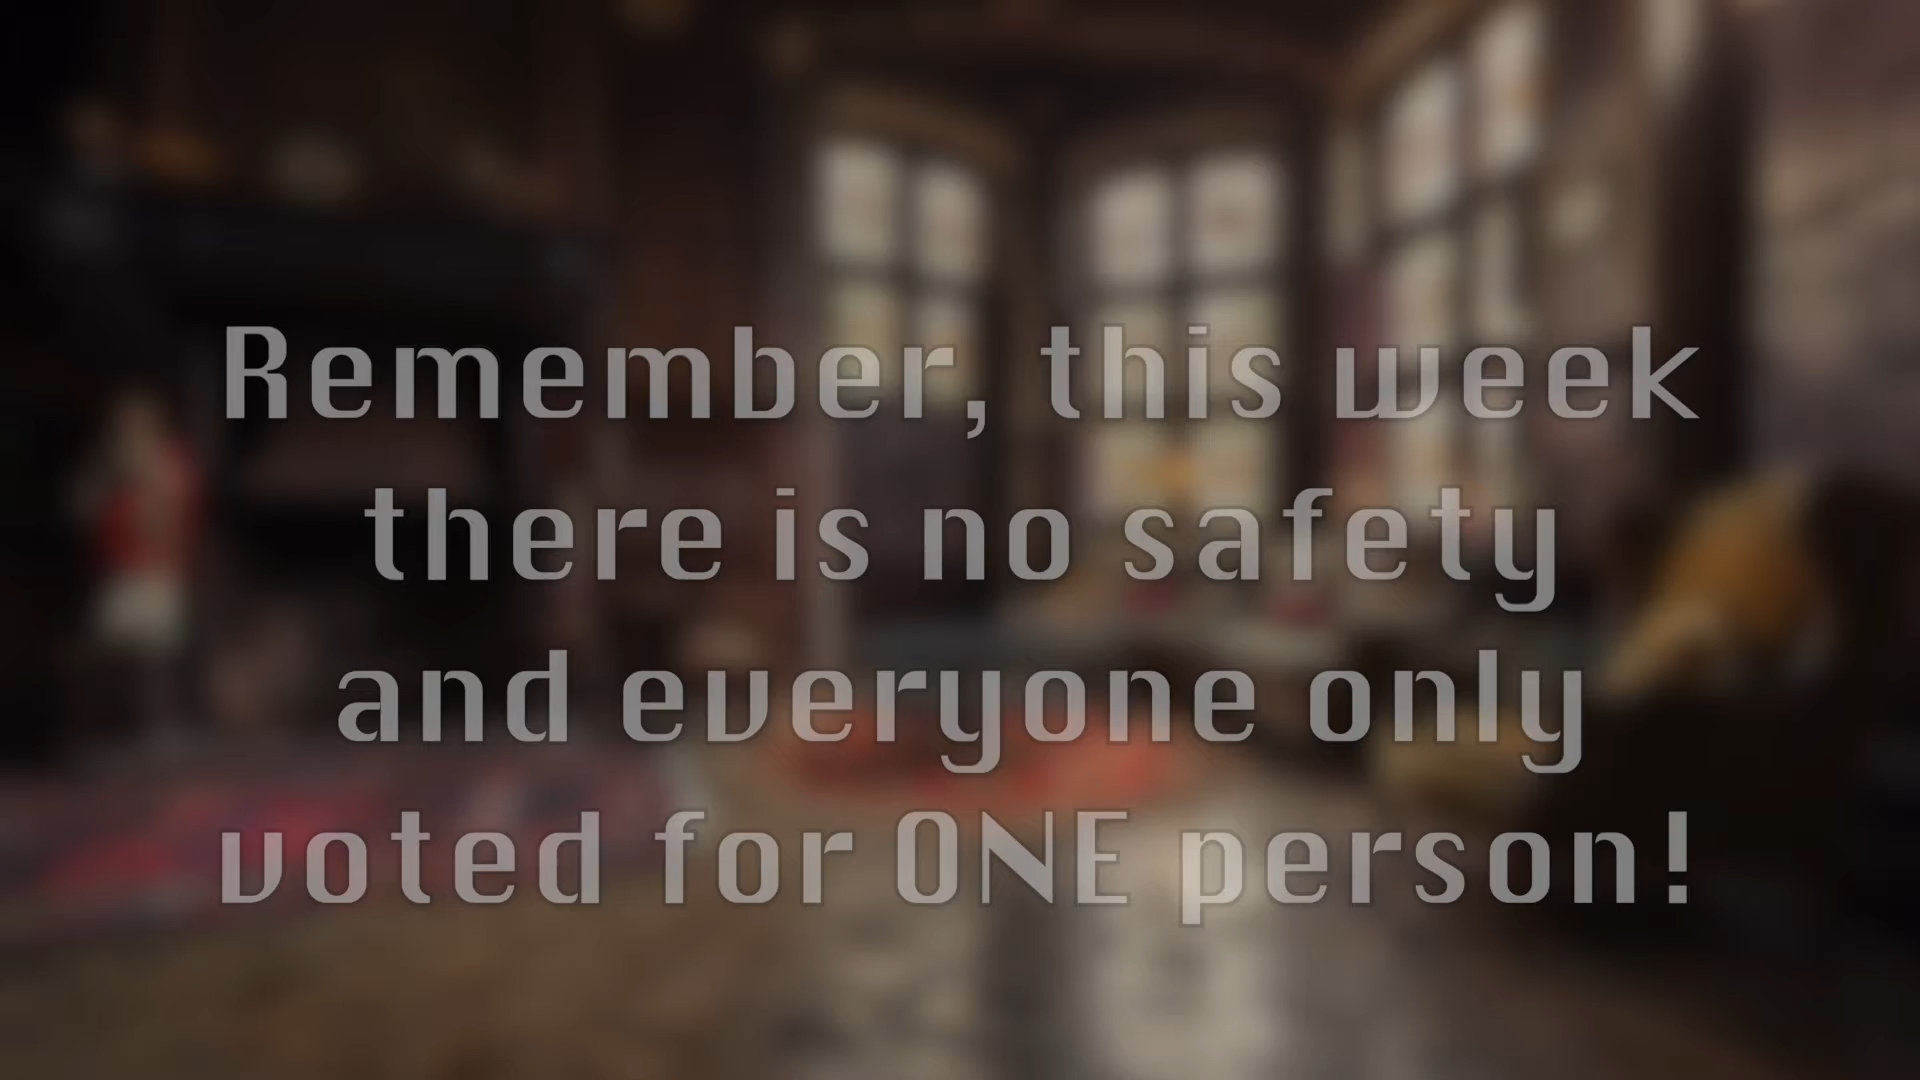 Remember, this week
there is no safety
and everyone only
voted for ONE person!